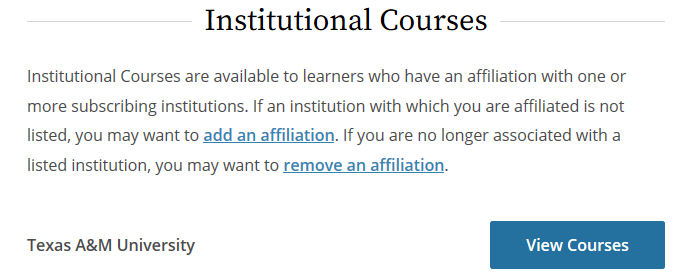 Institutional Courses
Institutional Courses are available to learners who have an affiliation with one or
more subscribing institutions. If an institution with which you are affiliated is not
listed, you may want to add an affiliation. If you are no longer associated with a
listed institution, you may want to remove an affiliation.
Texas A&M University
View Courses